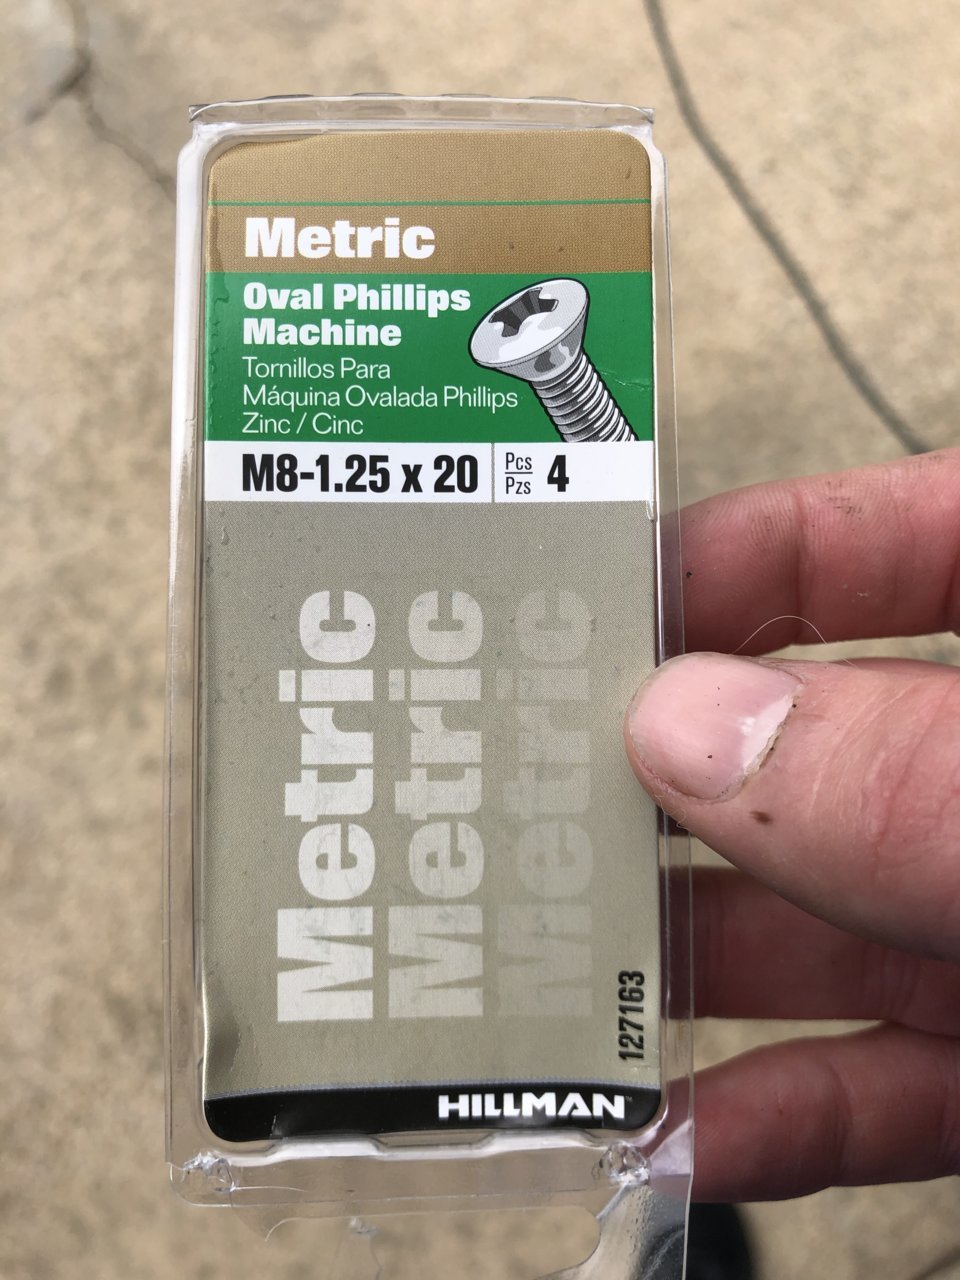 Metric
Oval Phillips
Machine
Tornillos Para
Máquina Ovalada Phillips
Zinc / Cinc
M8-1.25 x 20
Pcs
Pzs
4
Metric
Metric
Metric
127163
HILLMAN™